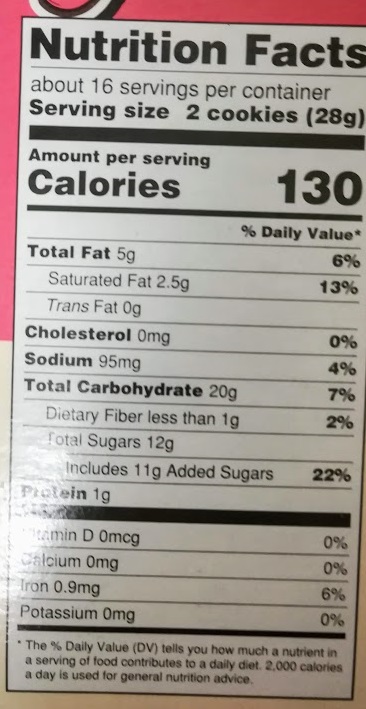 Nutrition Facts
about 16 servings per container
Serving size 2 cookies (28g)
Amount per serving
Calories 130
% Daily Value*
Total Fat 5g 6%
Saturated Fat 2.5g 13%
Trans Fat 0g
Cholesterol 0mg 0%
Sodium 95mg 4%
Total Carbohydrate 20g 7%
Dietary Fiber less than 1g 2%
Total Sugars 12g
Includes 11g Added Sugars 22%
Protein 1g
Vitamin D 0mcg 0%
Calcium 0mg 0%
Iron 0.9mg 6%
Potassium 0mg 0%
* The % Daily Value (DV) tells you how much a nutrient in
a serving of food contributes to a daily diet. 2,000 calories
a day is used for general nutrition advice.